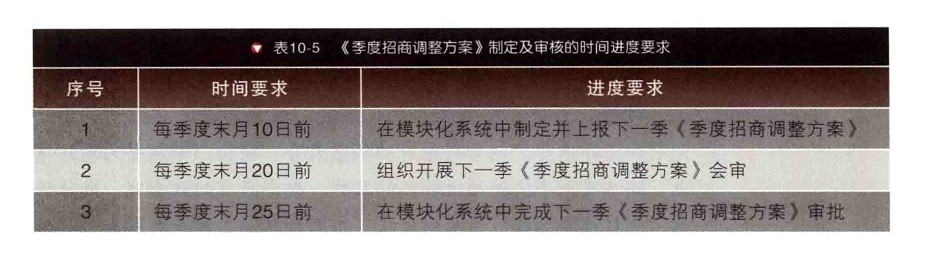 表10-5 《季度招商调整方案》制定及审核的时间进度要求
序号 时间要求 进度要求
1 每季度末月10日前 在模块化系统中制定并上报下一季《季度招商调整方案》
2 每季度末月20日前 组织开展下一季《季度招商调整方案》会审
3 每季度末月25日前 在模块化系统中完成下一季《季度招商调整方案》审批